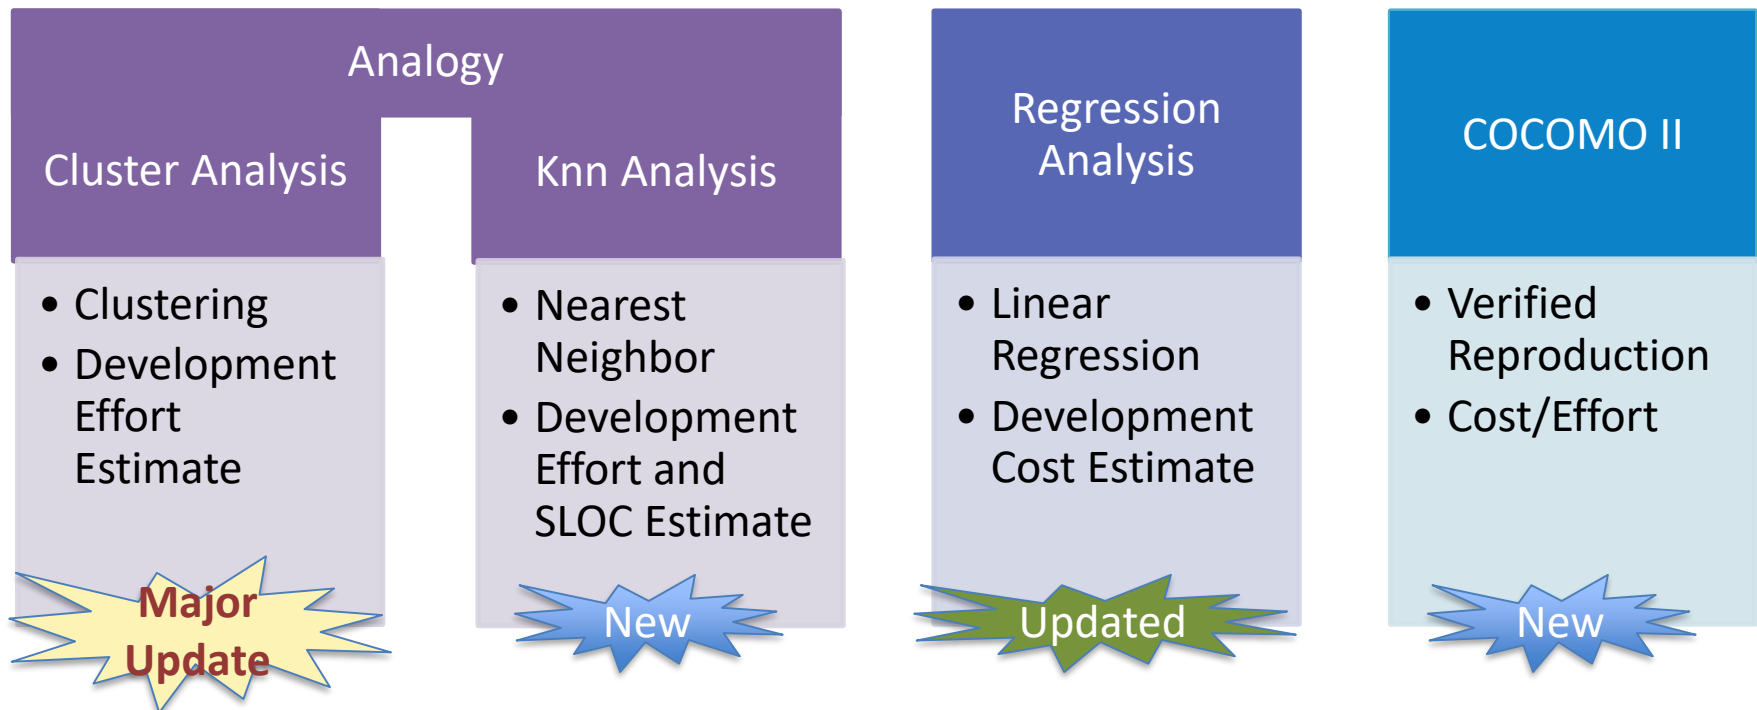 Analogy
Cluster Analysis
Knn Analysis
Regression
Analysis
COCOMO II
• Clustering
• Development
Effort
Estimate
• Nearest
Neighbor
• Development
Effort and
SLOC Estimate
• Linear
Regression
• Development
Cost Estimate
• Verified
Reproduction
• Cost/Effort
Major
Update
New
Updated
New